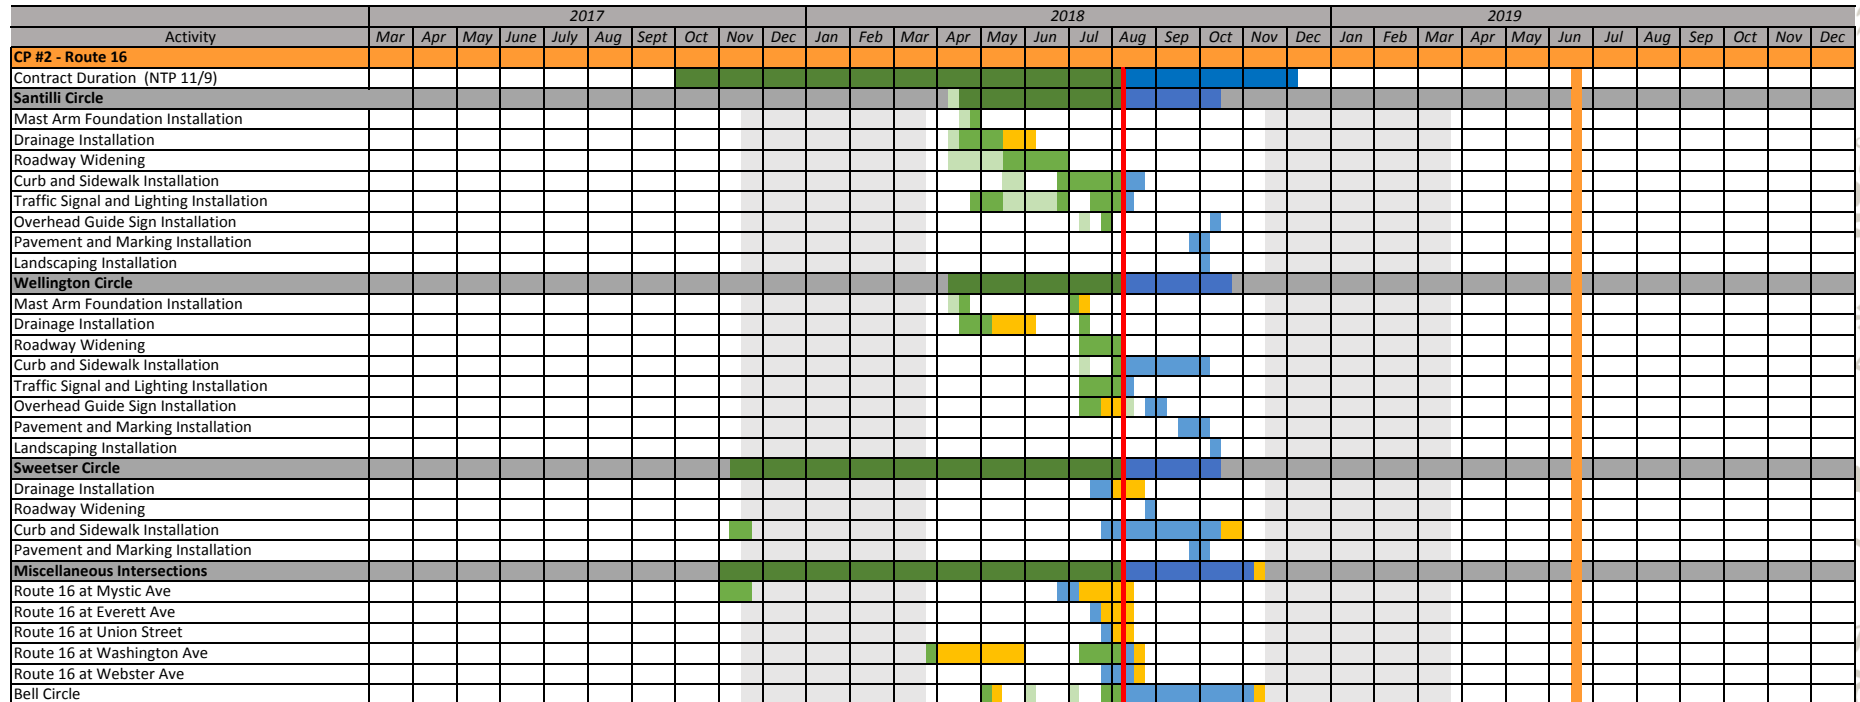 2017 2018 2019
Activity Mar Apr May June July Aug Sept Oct Nov Dec Jan Feb Mar Apr May Jun Jul Aug Sep Oct Nov Dec Jan Feb Mar Apr May Jun Jul Aug Sep Oct Nov Dec
CP #2 - Route 16
Contract Duration (NTP 11/9)
Santilli Circle
Mast Arm Foundation Installation
Drainage Installation
Roadway Widening
Curb and Sidewalk Installation
Traffic Signal and Lighting Installation
Overhead Guide Sign Installation
Pavement and Marking Installation
Landscaping Installation
Wellington Circle
Mast Arm Foundation Installation
Drainage Installation
Roadway Widening
Curb and Sidewalk Installation
Traffic Signal and Lighting Installation
Overhead Guide Sign Installation
Pavement and Marking Installation
Landscaping Installation
Sweetser Circle
Drainage Installation
Roadway Widening
Curb and Sidewalk Installation
Pavement and Marking Installation
Miscellaneous Intersections
Route 16 at Mystic Ave
Route 16 at Everett Ave
Route 16 at Union Street
Route 16 at Washington Ave
Route 16 at Webster Ave
Bell Circle